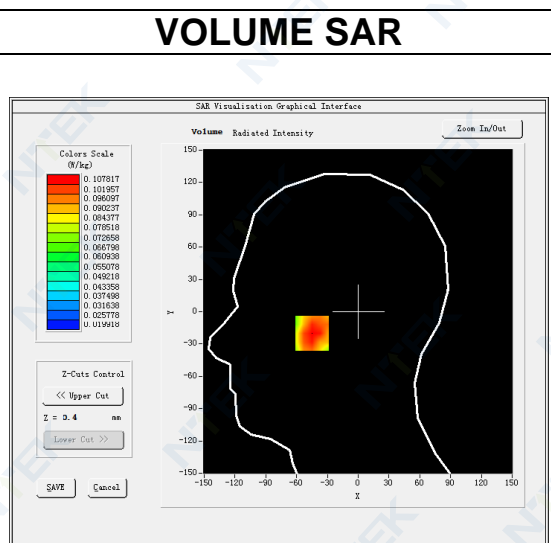 VOLUME SAR
SAR Visualisation Graphical Interface
Volume Radiated Intensity
Zoom In/Out
Colors Scale
(W/kg)
0.107817
0.101957
0.096097
0.090237
0.084377
0.078518
0.072658
0.066798
0.060938
0.055078
0.049218
0.043358
0.037498
0.031638
0.025778
0.019918
Z-Cuts Control
<< Upper Cut
Z = 0.4 mm
Lower Cut >>
SAVE
Cancel
150
120
90
60
30
0
-30
-60
-90
-120
-150
Y
-150 -120 -90 -60 -30 0 30 60 90 120 150
X
NTEK